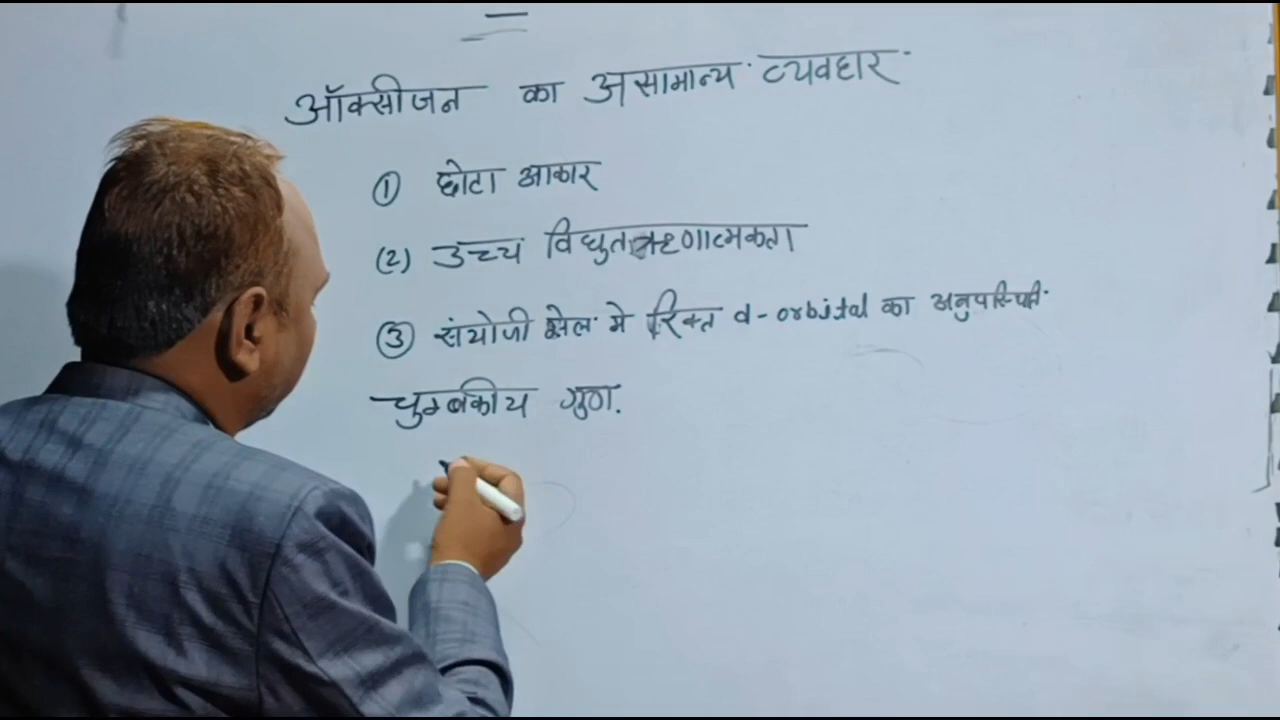 ऑक्सीजन का असामान्य व्यवहार
① छोटा आकार
(2) उच्च विधुतऋणात्मकता
③ संयोजी सेल में रिक्त d-orbital का अनुपस्थिति
चुम्बकीय गुण.